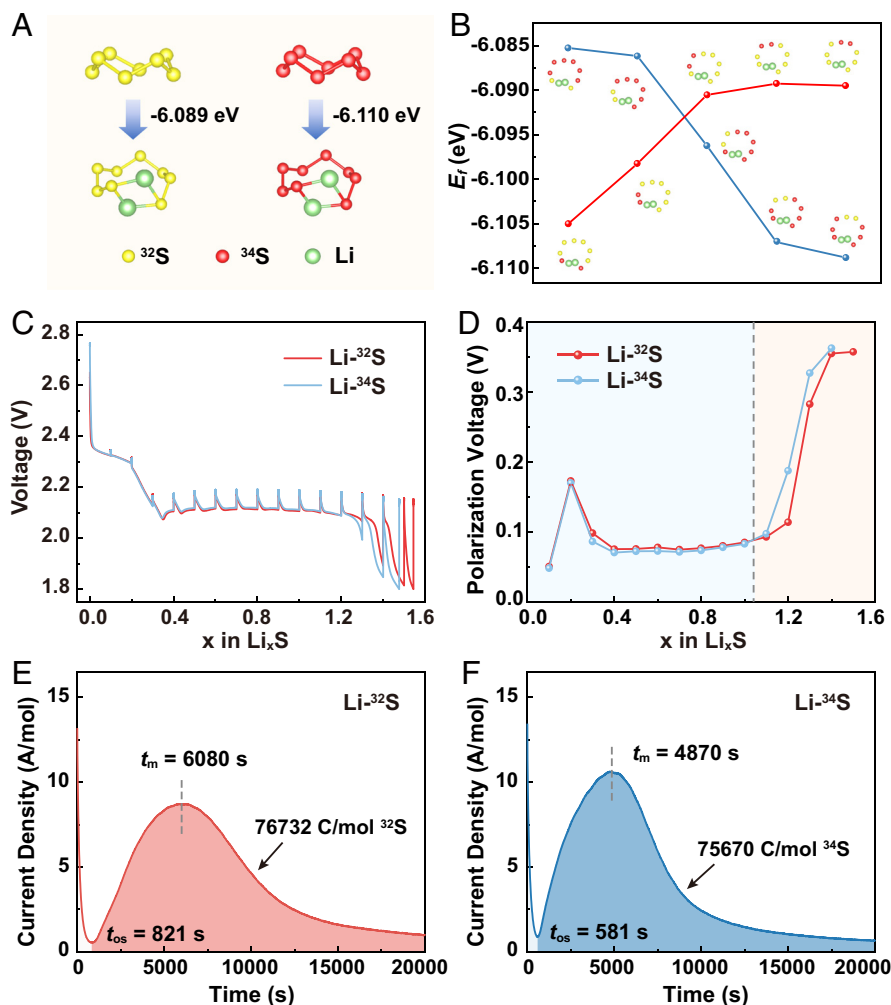 A
-6.089 eV
-6.110 eV
³²S
³⁴S
Li
B
-6.085
-6.090
-6.095
-6.100
-6.105
-6.110
E_f (eV)
C
2.8
2.6
2.4
2.2
2.0
1.8
Voltage (V)
Li-³²S
Li-³⁴S
0.0 0.4 0.8 1.2 1.6
x in LiₓS
D
0.4
0.3
0.2
0.1
0.0
Polarization Voltage (V)
Li-³²S
Li-³⁴S
0.0 0.4 0.8 1.2 1.6
x in LiₓS
E
15
10
5
0
Current Density (A/mol)
Li-³²S
t_m = 6080 s
76732 C/mol ³²S
t_os = 821 s
0 5000 10000 15000 20000
Time (s)
F
15
10
5
0
Current Density (A/mol)
Li-³⁴S
t_m = 4870 s
75670 C/mol ³⁴S
t_os = 581 s
0 5000 10000 15000 20000
Time (s)